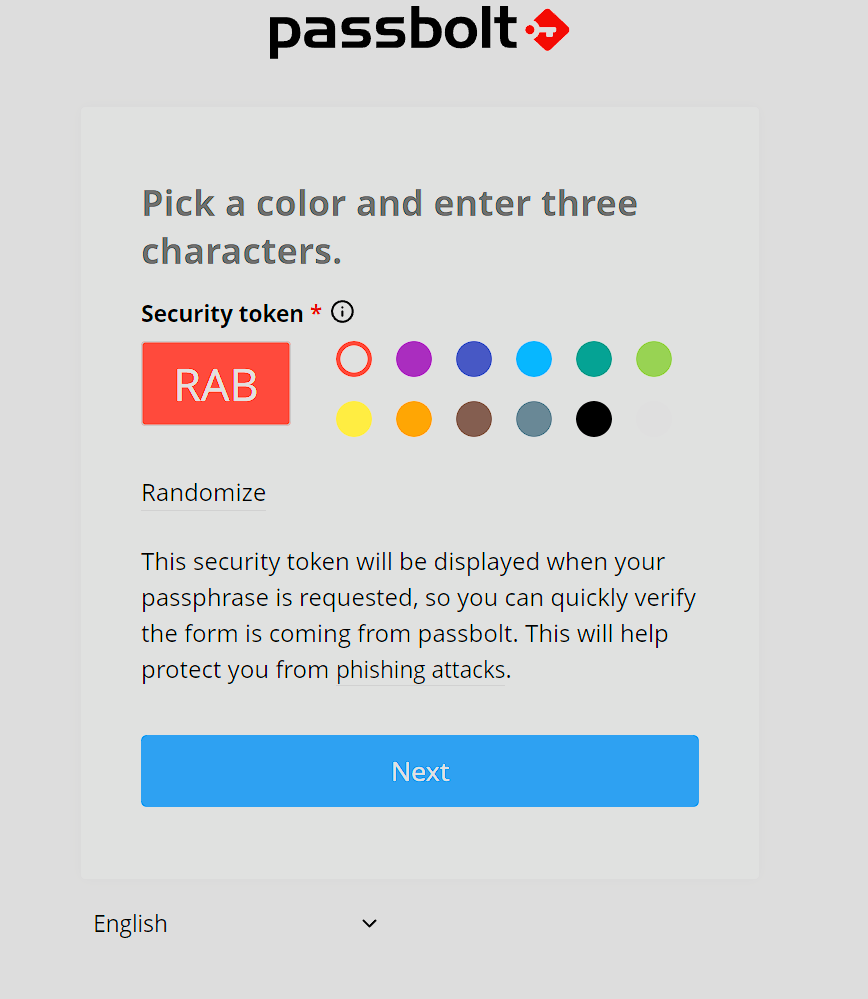 passbolt
Pick a color and enter three
characters.
Security token *
RAB
Randomize
This security token will be displayed when your
passphrase is requested, so you can quickly verify
the form is coming from passbolt. This will help
protect you from phishing attacks.
Next
English